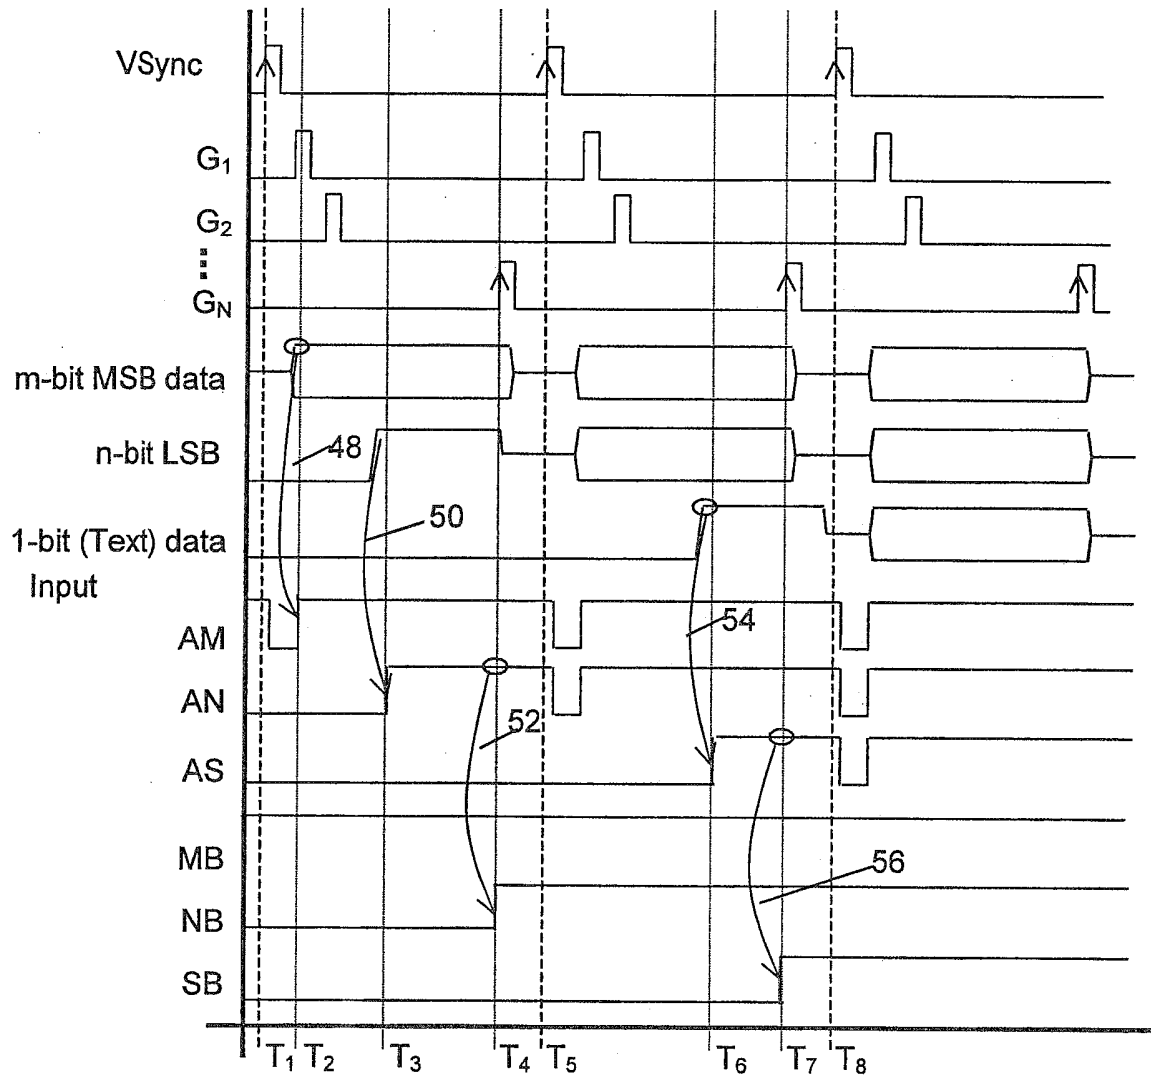 VSync
G1
G2
GN
m-bit MSB data
n-bit LSB
48
50
1-bit (Text) data
Input
54
AM
AN
52
AS
MB
56
NB
SB
T1 T2 T3 T4 T5 T6 T7 T8